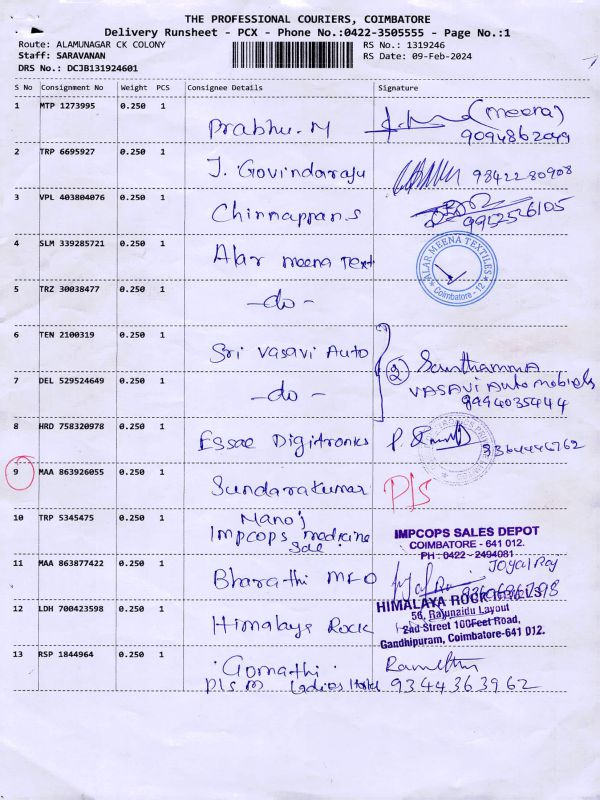 THE PROFESSIONAL COURIERS, COIMBATORE
Delivery Runsheet - PCX - Phone No.:0422-3505555 - Page No.:1
Route: ALAMUNAGAR CK COLONY
Staff: SARAVANAN
DRS No.: DCJB131924601
RS No.: 1319246
RS Date: 09-Feb-2024
S No Consignment No Weight PCS Consignee Details Signature
1 MTP 1273995 0.250 1
Prabhu.M (meena)
2 TRP 6695927 0.250 1
J. Govindaraju 98422 80908
3 VPL 403804076 0.250 1
Chinnappan.s 9952526105
4 SLM 339285721 0.250 1
Alar meena Text
ALAR MEENA TEXTILES
Coimbatore - 12
5 TRZ 30038477 0.250 1
-do-
6 TEN 2100319 0.250 1
Sri Vasavi Auto
② Santhamma
VASAVI Automobiles
9994035444
7 DEL 529524649 0.250 1
-do-
8 HRD 758320978 0.250 1
Essae Digitronics
9 MAA 863926055 0.250 1
Sundarakumar D/S
10 TRP 5345475 0.250 1
Manoj
Impcops medicine
Sale
IMPCOPS SALES DEPOT
COIMBATORE - 641 012.
PH : 0422 - 2494081
11 MAA 863877422 0.250 1
Bharathi MFO
12 LDH 700423598 0.250 1
Himalaya Rock
HIMALAYA ROCK
56, Rajunaidu Layout
2nd Street 100Feet Road,
Gandhipuram, Coimbatore-641 012.
13 RSP 1844964 0.250 1
Gomathi
Ladies Hostel 9344363962